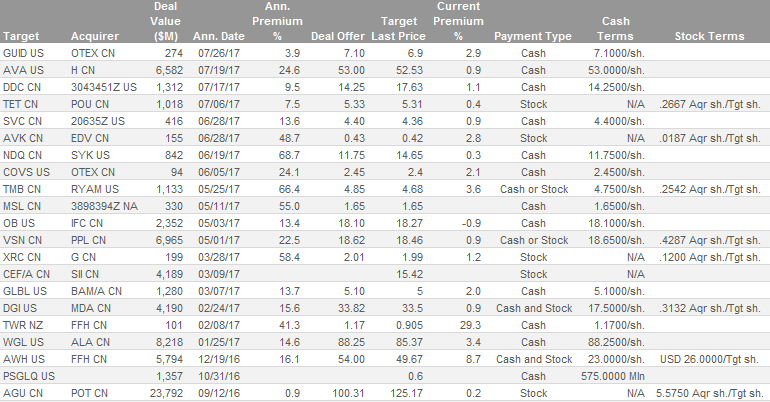 Deal Ann. Current
Value Premium Target Premium Cash
Target Acquirer ($M) Ann. Date % Deal Offer Last Price % Payment Type Terms Stock Terms
GUID US OTEX CN 274 07/26/17 3.9 7.10 6.9 2.9 Cash 7.1000/sh.
AVA US H CN 6,582 07/19/17 24.6 53.00 52.53 0.9 Cash 53.0000/sh.
DDC CN 3043451Z US 1,312 07/17/17 9.5 14.25 17.63 1.1 Cash 14.2500/sh.
TET CN POU CN 1,018 07/06/17 7.5 5.33 5.31 0.4 Stock N/A .2667 Aqr sh./Tgt sh.
SVC CN 20635Z US 416 06/28/17 13.6 4.40 4.36 0.9 Cash 4.4000/sh.
AVK CN EDV CN 155 06/28/17 48.7 0.43 0.42 2.8 Stock N/A .0187 Aqr sh./Tgt sh.
NDQ CN SYK US 842 06/19/17 68.7 11.75 14.65 0.3 Cash 11.7500/sh.
COVS US OTEX CN 94 06/05/17 24.1 2.45 2.4 2.1 Cash 2.4500/sh.
TMB CN RYAM US 1,133 05/25/17 66.4 4.85 4.68 3.6 Cash or Stock 4.7500/sh. .2542 Aqr sh./Tgt sh.
MSL CN 3898394Z NA 330 05/11/17 55.0 1.65 1.65 Cash 1.6500/sh.
OB US IFC CN 2,352 05/03/17 13.4 18.10 18.27 -0.9 Cash 18.1000/sh.
VSN CN PPL CN 6,965 05/01/17 22.5 18.62 18.46 0.9 Cash or Stock 18.6500/sh. .4287 Aqr sh./Tgt sh.
XRC CN G CN 199 03/28/17 58.4 2.01 1.99 1.2 Stock N/A .1200 Aqr sh./Tgt sh.
CEF/A CN SII CN 4,189 03/09/17 15.42 Stock N/A
GLBL US BAM/A CN 1,280 03/07/17 13.7 5.10 5 2.0 Cash 5.1000/sh.
DGI US MDA CN 4,190 02/24/17 15.6 33.82 33.5 0.9 Cash and Stock 17.5000/sh. .3132 Aqr sh./Tgt sh.
TWR NZ FFH CN 101 02/08/17 41.3 1.17 0.905 29.3 Cash 1.1700/sh.
WGL US ALA CN 8,218 01/25/17 14.6 88.25 85.37 3.4 Cash 88.2500/sh.
AWH US FFH CN 5,794 12/19/16 16.1 54.00 49.67 8.7 Cash and Stock 23.0000/sh. USD 26.0000/Tgt sh.
PSGLQ US 1,357 10/31/16 0.6 Cash 575.0000 Mln
AGU CN POT CN 23,792 09/12/16 0.9 100.31 125.17 0.2 Stock N/A 5.5750 Aqr sh./Tgt sh.